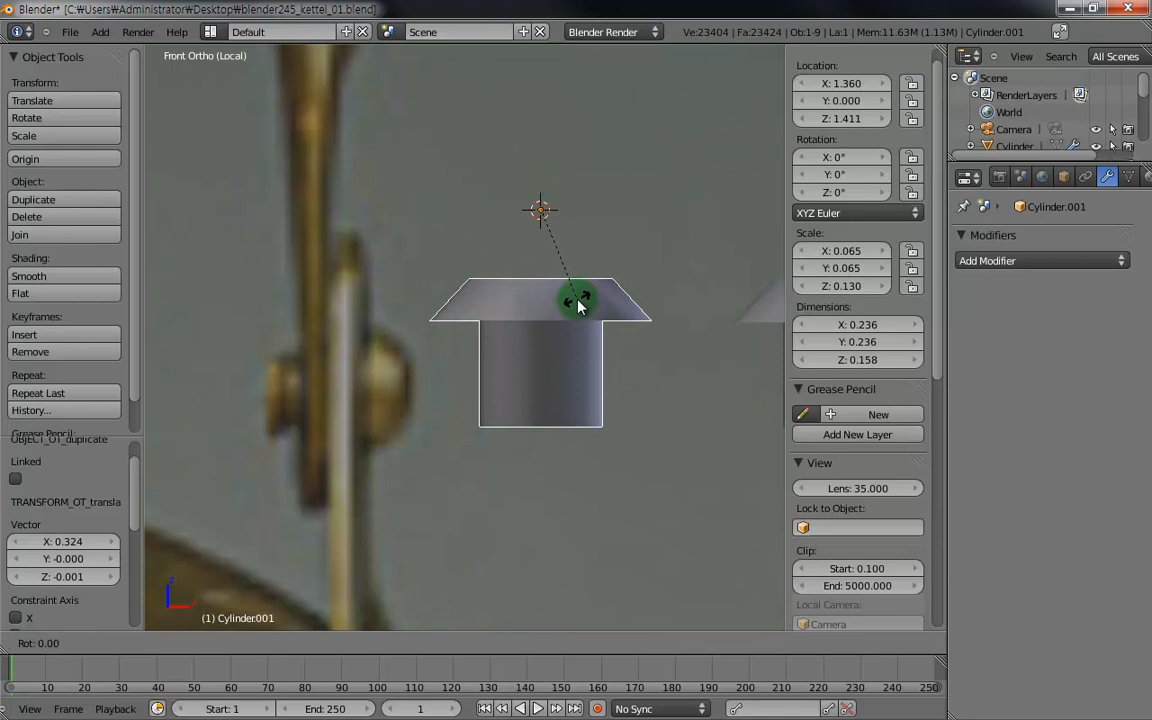 Blender* [C:₩Users₩Administrator₩Desktop₩blender245_kettel_01.blend]
File Add Render Help Default Scene Blender Render Ve:23404 | Fa:23424 | Ob:1-9 | La:1 | Mem:11.63M (1.13M) | Cylinder.001
Object Tools
Transform:
Translate
Rotate
Scale
Origin
Object:
Duplicate
Delete
Join
Shading:
Smooth
Flat
Keyframes:
Insert
Remove
Repeat:
Repeat Last
History...
Grease Pencil:
OBJECT_OT_duplicate
Linked
TRANSFORM_OT_transla
Vector
X: 0.324
Y: -0.000
Z: -0.001
Constraint Axis
X
Front Ortho (Local)
z
(1) Cylinder.001
Location:
X: 1.360
Y: 0.000
Z: 1.411
Rotation:
X: 0°
Y: 0°
Z: 0°
XYZ Euler
Scale:
X: 0.065
Y: 0.065
Z: 0.130
Dimensions:
X: 0.236
Y: 0.236
Z: 0.158
Grease Pencil
New
Add New Layer
View
Lens: 35.000
Lock to Object:
Clip:
Start: 0.100
End: 5000.000
Local Camera:
Camera
View Search All Scenes
Scene
RenderLayers
World
Camera
Cylinder
Cylinder.001
Modifiers
Add Modifier
Rot: 0.00
0 10 20 30 40 50 60 70 80 90 100 110 120 130 140 150 160 170 180 190 200 210 220 230 240 250
View Frame Playback Start: 1 End: 250 1 No Sync